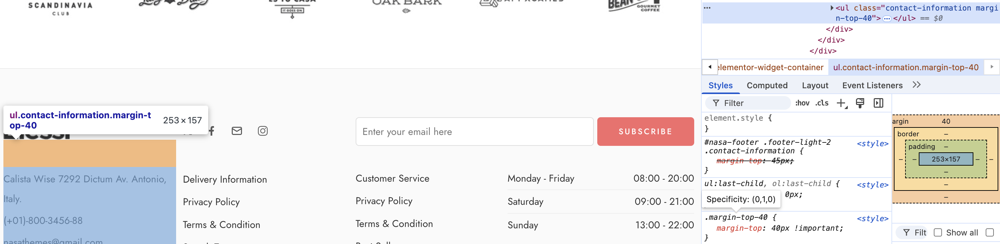 SCANDINAVIA
CLUB
IT GOES ON
OAK BARK
BEAN
GOURMET
COFFEE
ul.contact-information.margin-t
op-40
253 × 157
Enter your email here
SUBSCRIBE
Calista Wise 7292 Dictum Av. Antonio,
Italy.
(+01)-800-3456-88
nasathemes@gmail.com
Delivery Information
Privacy Policy
Terms & Condition
Customer Service
Privacy Policy
Terms & Condition
Monday - Friday 08:00 - 20:00
Saturday 09:00 - 21:00
Sunday 13:00 - 22:00
<ul class="contact-information margi
n-top-40"> ••• </ul> == $0
</div>
</div>
</div>
elementor-widget-container ul.contact-information.margin-top-40
Styles Computed Layout Event Listeners
Filter :hov .cls
element.style {
}
#nasa-footer .footer-light-2 <style>
.contact-information {
margin-top: 45px;
}
ul:last-child, ol:last-child { <style>
0px;
Specificity: (0,1,0)
.margin-top-40 { <style>
margin-top: 40px !important;
}
argin 40
border –
padding –
– – 253×157 – –
–
–
–
Filt Show all